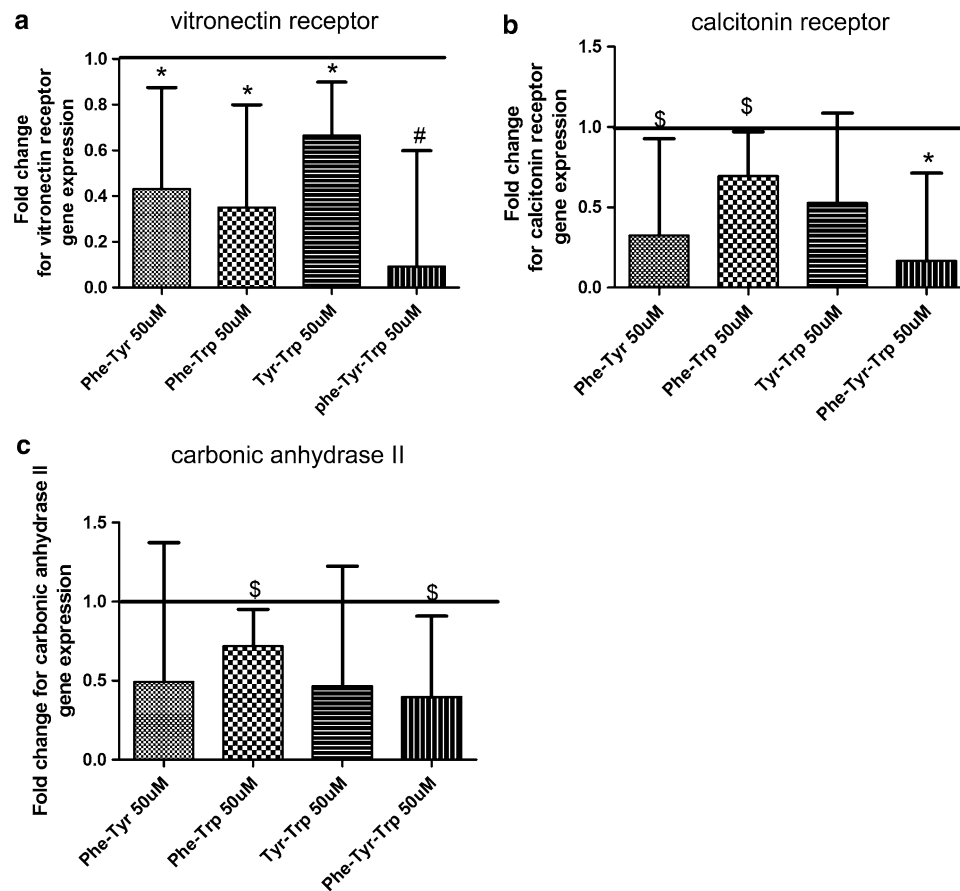 a
vitronectin receptor
Fold change
for vitronectin receptor
gene expression
1.0
0.8
0.6
0.4
0.2
0.0
*
*
*
#
Phe-Tyr 50uM
Phe-Trp 50uM
Tyr-Trp 50uM
phe-Tyr-Trp 50uM
b
calcitonin receptor
Fold change
for calcitonin receptor
gene expression
1.5
1.0
0.5
0.0
$
$
*
Phe-Tyr 50uM
Phe-Trp 50uM
Tyr-Trp 50uM
Phe-Tyr-Trp 50uM
c
carbonic anhydrase II
Fold change for carbonic anhydrase II
gene expression
1.5
1.0
0.5
0.0
$
$
Phe-Tyr 50uM
Phe-Trp 50uM
Tyr-Trp 50uM
Phe-Tyr-Trp 50uM